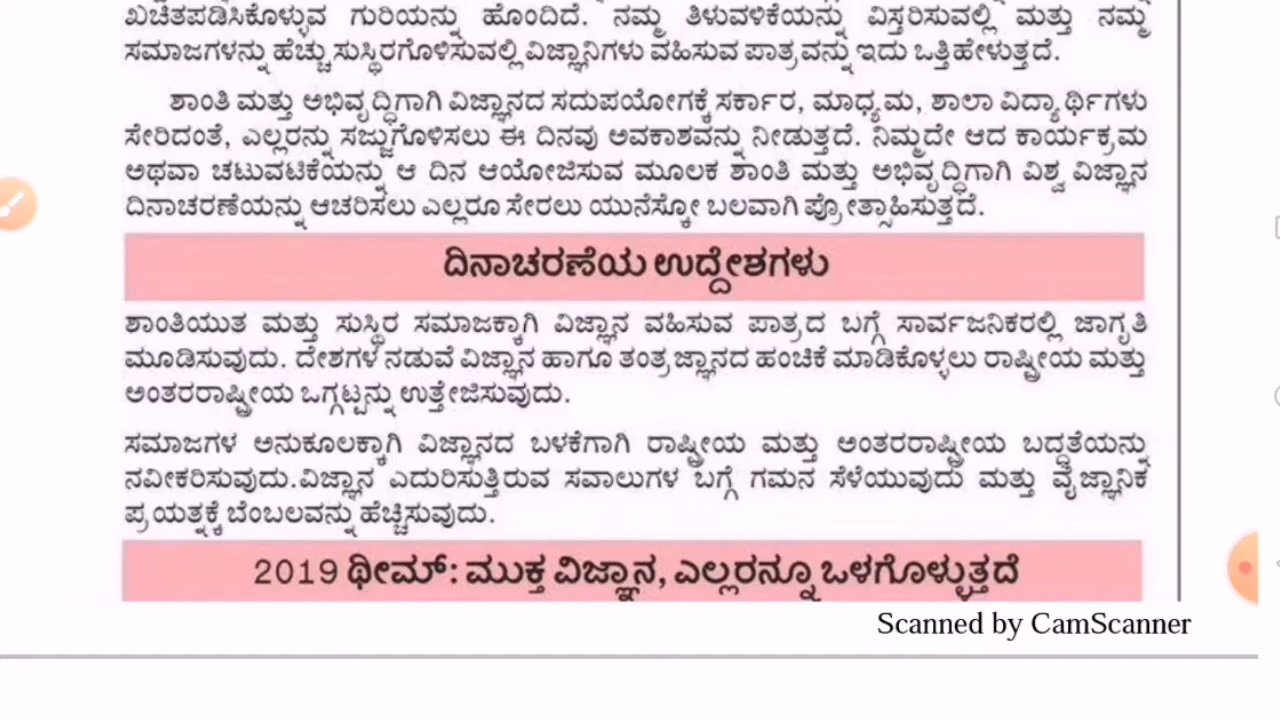 ಖಚಿತಪಡಿಸಿಕೊಳ್ಳುವ ಗುರಿಯನ್ನು ಹೊಂದಿದೆ. ನಮ್ಮ ತಿಳುವಳಿಕೆಯನ್ನು ವಿಸ್ತರಿಸುವಲ್ಲಿ ಮತ್ತು ನಮ್ಮ
ಸಮಾಜಗಳನ್ನು ಹೆಚ್ಚು ಸುಸ್ಥಿರಗೊಳಿಸುವಲ್ಲಿ ವಿಜ್ಞಾನಿಗಳು ವಹಿಸುವ ಪಾತ್ರವನ್ನು ಇದು ಒತ್ತಿಹೇಳುತ್ತದೆ.
ಶಾಂತಿ ಮತ್ತು ಅಭಿವೃದ್ಧಿಗಾಗಿ ವಿಜ್ಞಾನದ ಸದುಪಯೋಗಕ್ಕೆ ಸರ್ಕಾರ, ಮಾಧ್ಯಮ, ಶಾಲಾ ವಿದ್ಯಾರ್ಥಿಗಳು
ಸೇರಿದಂತೆ, ಎಲ್ಲರನ್ನು ಸಜ್ಜುಗೊಳಿಸಲು ಈ ದಿನವು ಅವಕಾಶವನ್ನು ನೀಡುತ್ತದೆ. ನಿಮ್ಮದೇ ಆದ ಕಾರ್ಯಕ್ರಮ
ಅಥವಾ ಚಟುವಟಿಕೆಯನ್ನು ಆ ದಿನ ಆಯೋಜಿಸುವ ಮೂಲಕ ಶಾಂತಿ ಮತ್ತು ಅಭಿವೃದ್ಧಿಗಾಗಿ ವಿಶ್ವ ವಿಜ್ಞಾನ
ದಿನಾಚರಣೆಯನ್ನು ಆಚರಿಸಲು ಎಲ್ಲರೂ ಸೇರಲು ಯುನೆಸ್ಕೋ ಬಲವಾಗಿ ಪ್ರೋತ್ಸಾಹಿಸುತ್ತದೆ.
ದಿನಾಚರಣೆಯ ಉದ್ದೇಶಗಳು
ಶಾಂತಿಯುತ ಮತ್ತು ಸುಸ್ಥಿರ ಸಮಾಜಕ್ಕಾಗಿ ವಿಜ್ಞಾನ ವಹಿಸುವ ಪಾತ್ರದ ಬಗ್ಗೆ ಸಾರ್ವಜನಿಕರಲ್ಲಿ ಜಾಗೃತಿ
ಮೂಡಿಸುವುದು. ದೇಶಗಳ ನಡುವೆ ವಿಜ್ಞಾನ ಹಾಗೂ ತಂತ್ರಜ್ಞಾನದ ಹಂಚಿಕೆ ಮಾಡಿಕೊಳ್ಳಲು ರಾಷ್ಟ್ರೀಯ ಮತ್ತು
ಅಂತರರಾಷ್ಟ್ರೀಯ ಒಗ್ಗಟ್ಟನ್ನು ಉತ್ತೇಜಿಸುವುದು.
ಸಮಾಜಗಳ ಅನುಕೂಲಕ್ಕಾಗಿ ವಿಜ್ಞಾನದ ಬಳಕೆಗಾಗಿ ರಾಷ್ಟ್ರೀಯ ಮತ್ತು ಅಂತರರಾಷ್ಟ್ರೀಯ ಬದ್ಧತೆಯನ್ನು
ನವೀಕರಿಸುವುದು.ವಿಜ್ಞಾನ ಎದುರಿಸುತ್ತಿರುವ ಸವಾಲುಗಳ ಬಗ್ಗೆ ಗಮನ ಸೆಳೆಯುವುದು ಮತ್ತು ವೈಜ್ಞಾನಿಕ
ಪ್ರಯತ್ನಕ್ಕೆ ಬೆಂಬಲವನ್ನು ಹೆಚ್ಚಿಸುವುದು.
2019 ಥೀಮ್: ಮುಕ್ತ ವಿಜ್ಞಾನ, ಎಲ್ಲರನ್ನೂ ಒಳಗೊಳ್ಳುತ್ತದೆ
Scanned by CamScanner